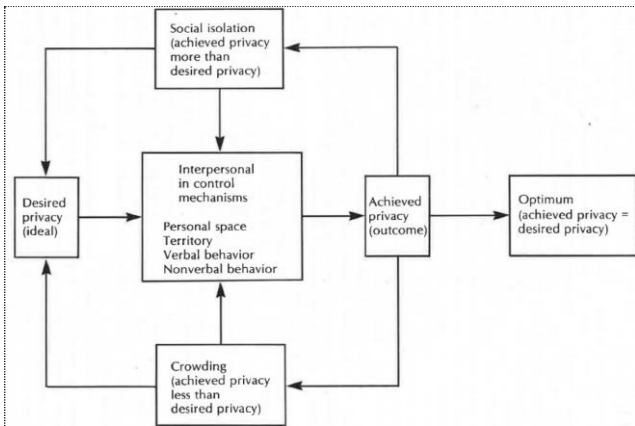 Social isolation
(achieved privacy
more than
desired privacy)
Desired
privacy
(ideal)
Interpersonal
in control
mechanisms
Personal space
Territory
Verbal behavior
Nonverbal behavior
Achieved
privacy
(outcome)
Optimum
(achieved privacy =
desired privacy)
Crowding
(achieved privacy
less than
desired privacy)